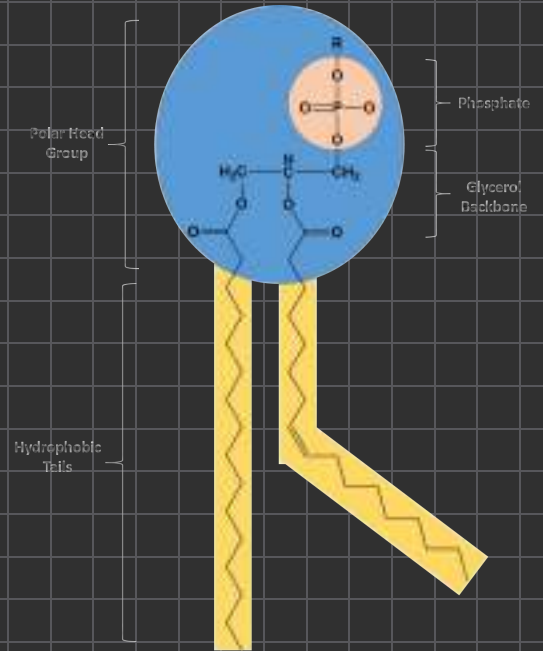 R
O
Phosphate
O=P—O
Polar Head
Group
O
H
H₂C
C
CH₂
Glycerol
Backbone
O
O
O
O
Hydrophobic
Tails